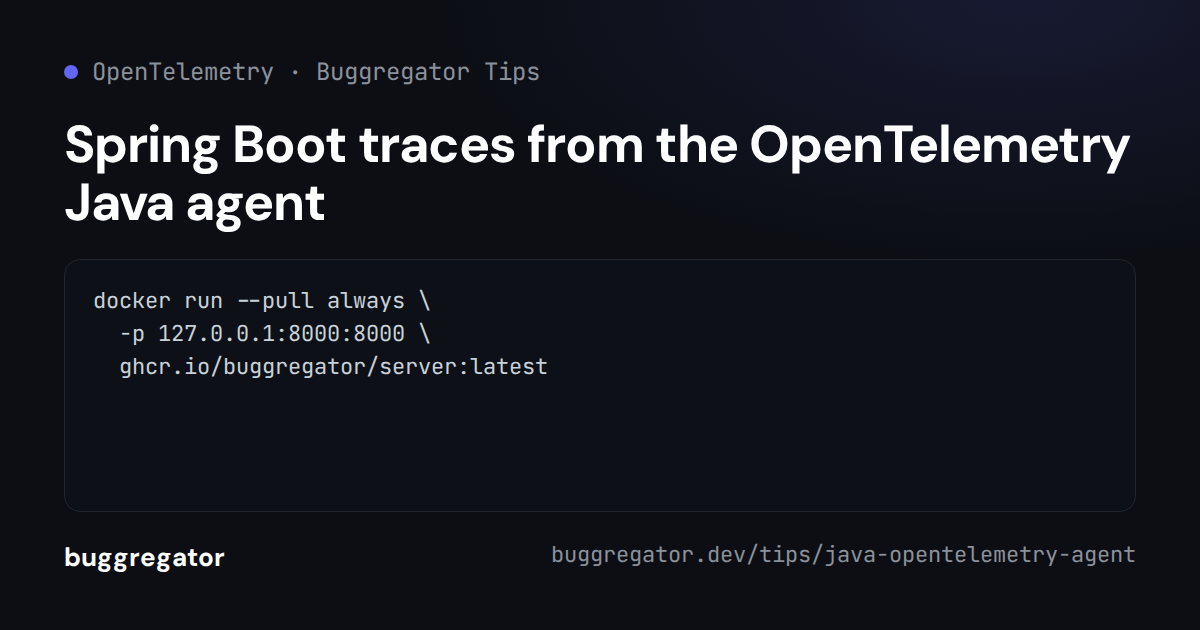 OpenTelemetry · Buggregator Tips
Spring Boot traces from the OpenTelemetry
Java agent
docker run --pull always \
-p 127.0.0.1:8000:8000 \
ghcr.io/buggregator/server:latest
buggregator
buggregator.dev/tips/java-opentelemetry-agent